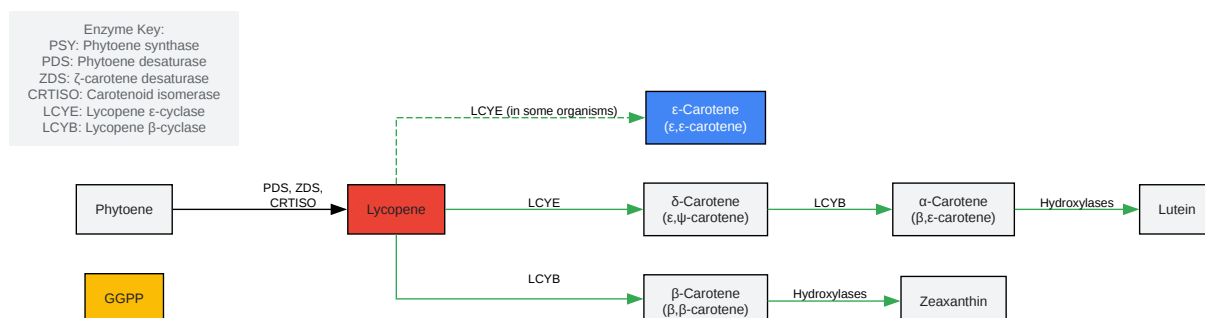 Enzyme Key:
PSY: Phytoene synthase
PDS: Phytoene desaturase
ZDS: ζ-carotene desaturase
CRTISO: Carotenoid isomerase
LCYE: Lycopene ε-cyclase
LCYB: Lycopene β-cyclase
LCYE (in some organisms)
ε-Carotene
(ε,ε-carotene)
Phytoene
PDS, ZDS,
CRTISO
Lycopene
LCYE
δ-Carotene
(ε,ψ-carotene)
LCYB
α-Carotene
(β,ε-carotene)
Hydroxylases
Lutein
GGPP
LCYB
β-Carotene
(β,β-carotene)
Hydroxylases
Zeaxanthin